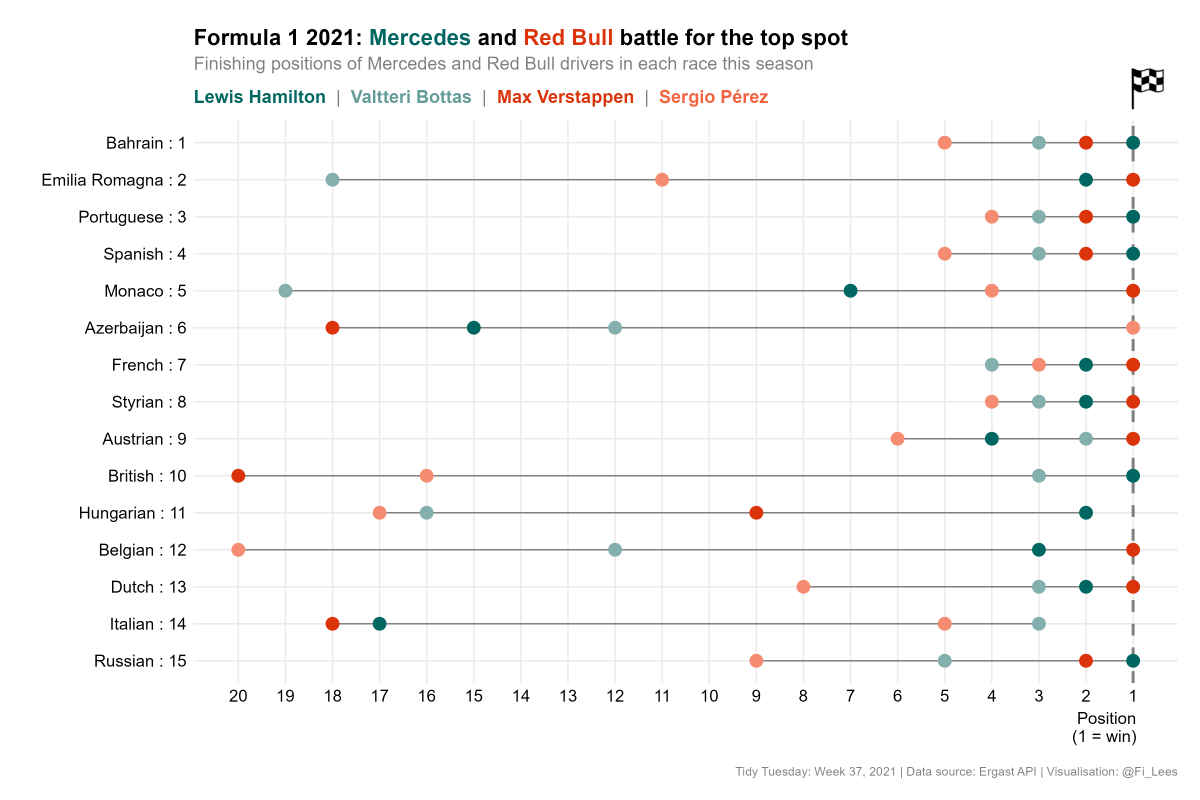 Formula 1 2021: Mercedes and Red Bull battle for the top spot
Finishing positions of Mercedes and Red Bull drivers in each race this season
Lewis Hamilton | Valtteri Bottas | Max Verstappen | Sergio Pérez
Bahrain : 1
Emilia Romagna : 2
Portuguese : 3
Spanish : 4
Monaco : 5
Azerbaijan : 6
French : 7
Styrian : 8
Austrian : 9
British : 10
Hungarian : 11
Belgian : 12
Dutch : 13
Italian : 14
Russian : 15
20 19 18 17 16 15 14 13 12 11 10 9 8 7 6 5 4 3 2 1
Position
(1 = win)
Tidy Tuesday: Week 37, 2021 | Data source: Ergast API | Visualisation: @Fi_Lees